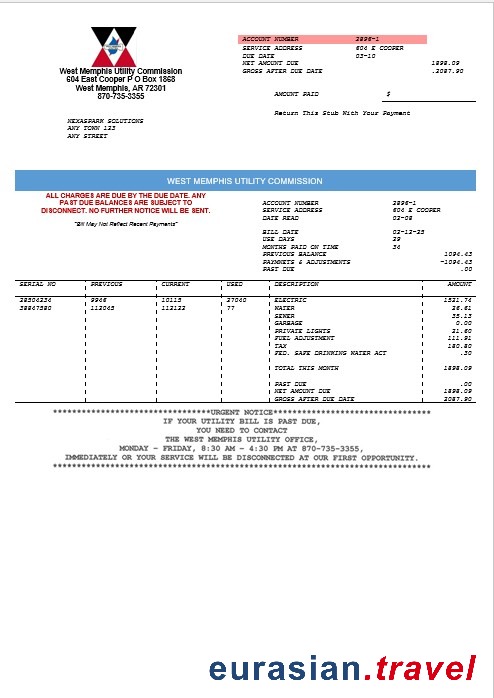 ACCOUNT NUMBER 2896-1
SERVICE ADDRESS 604 E COOPER
DUE DATE 03-10
NET AMOUNT DUE 1898.09
GROSS AFTER DUE DATE .2087.90
West Memphis Utility Commission
604 East Cooper P O Box 1868
West Memphis, AR 72301
870-735-3355
AMOUNT PAID $
Return This Stub With Your Payment
NEXASPARK SOLUTIONS
ANY TOWN 123
ANY STREET
WEST MEMPHIS UTILITY COMMISSION
ALL CHARGES ARE DUE BY THE DUE DATE. ANY
PAST DUE BALANCES ARE SUBJECT TO
DISCONNECT. NO FURTHER NOTICE WILL BE SENT.
"Bill May Not Reflect Recent Payments"
ACCOUNT NUMBER 2896-1
SERVICE ADDRESS 604 E COOPER
DATE READ 02-08
BILL DATE 02-12-25
USE DAYS 29
MONTHS PAID ON TIME 34
PREVIOUS BALANCE 1094.43
PAYMNETS & ADJUSTMENTS -1094.43
PAST DUE .00
SERIAL NO PREVIOUS CURRENT USED DESCRIPTION AMOUNT
28504234 9946 10115 27040 ELECTRIC 1521.74
38847580 112045 112122 77 WATER 26.61
SEWER 35.13
GARBAGE 0.00
PRIVATE LIGHTS 21.60
FUEL ADJUSTMENT 111.91
TAX 180.80
FED. SAFE DRINKING WATER ACT .30
TOTAL THIS MONTH 1898.09
PAST DUE .00
NET AMOUNT DUE 1898.09
GROSS AFTER DUE DATE 2087.90
**********************************URGENT NOTICE**********************************
IF YOUR UTILITY BILL IS PAST DUE,
YOU NEED TO CONTACT
THE WEST MEMPHIS UTILITY OFFICE,
MONDAY – FRIDAY, 8:30 AM – 4:30 PM AT 870-735-3355,
IMMEDIATELY OR YOUR SERVICE WILL BE DISCONNECTED AT OUR FIRST OPPORTUNITY.
*********************************************************************************
eurasian.travel